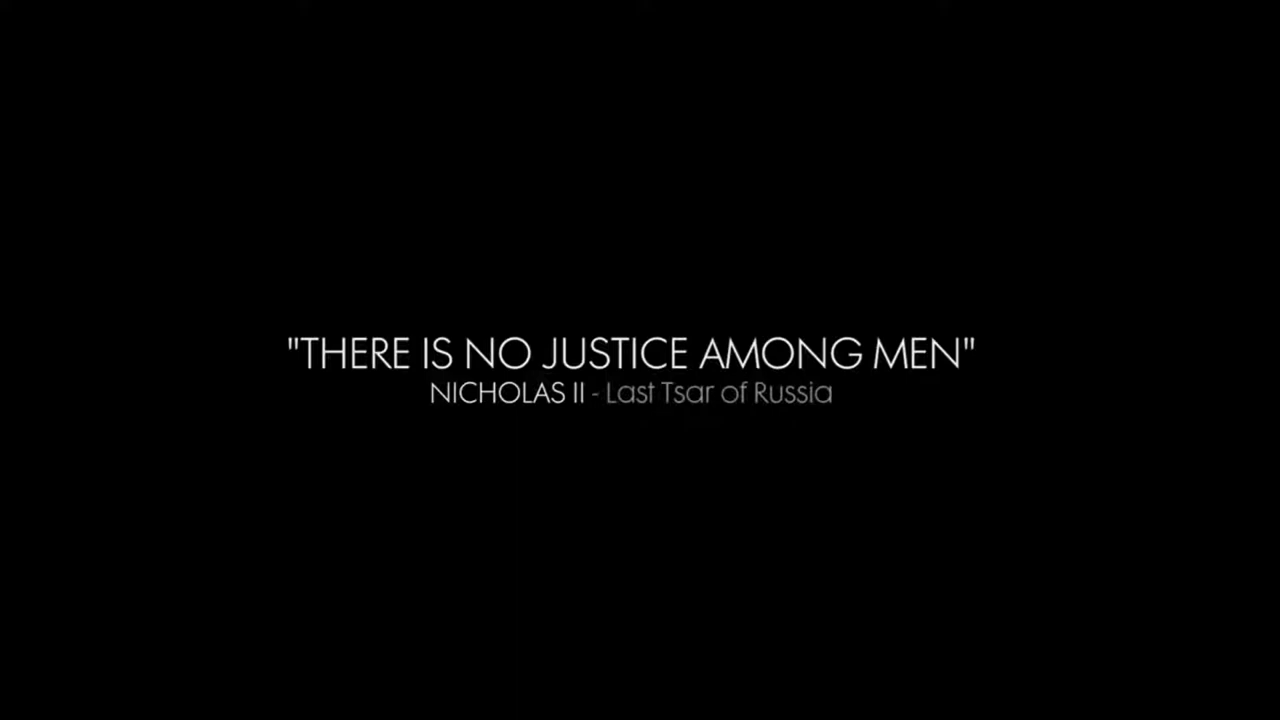 "THERE IS NO JUSTICE AMONG MEN"
NICHOLAS II - Last Tsar of Russia